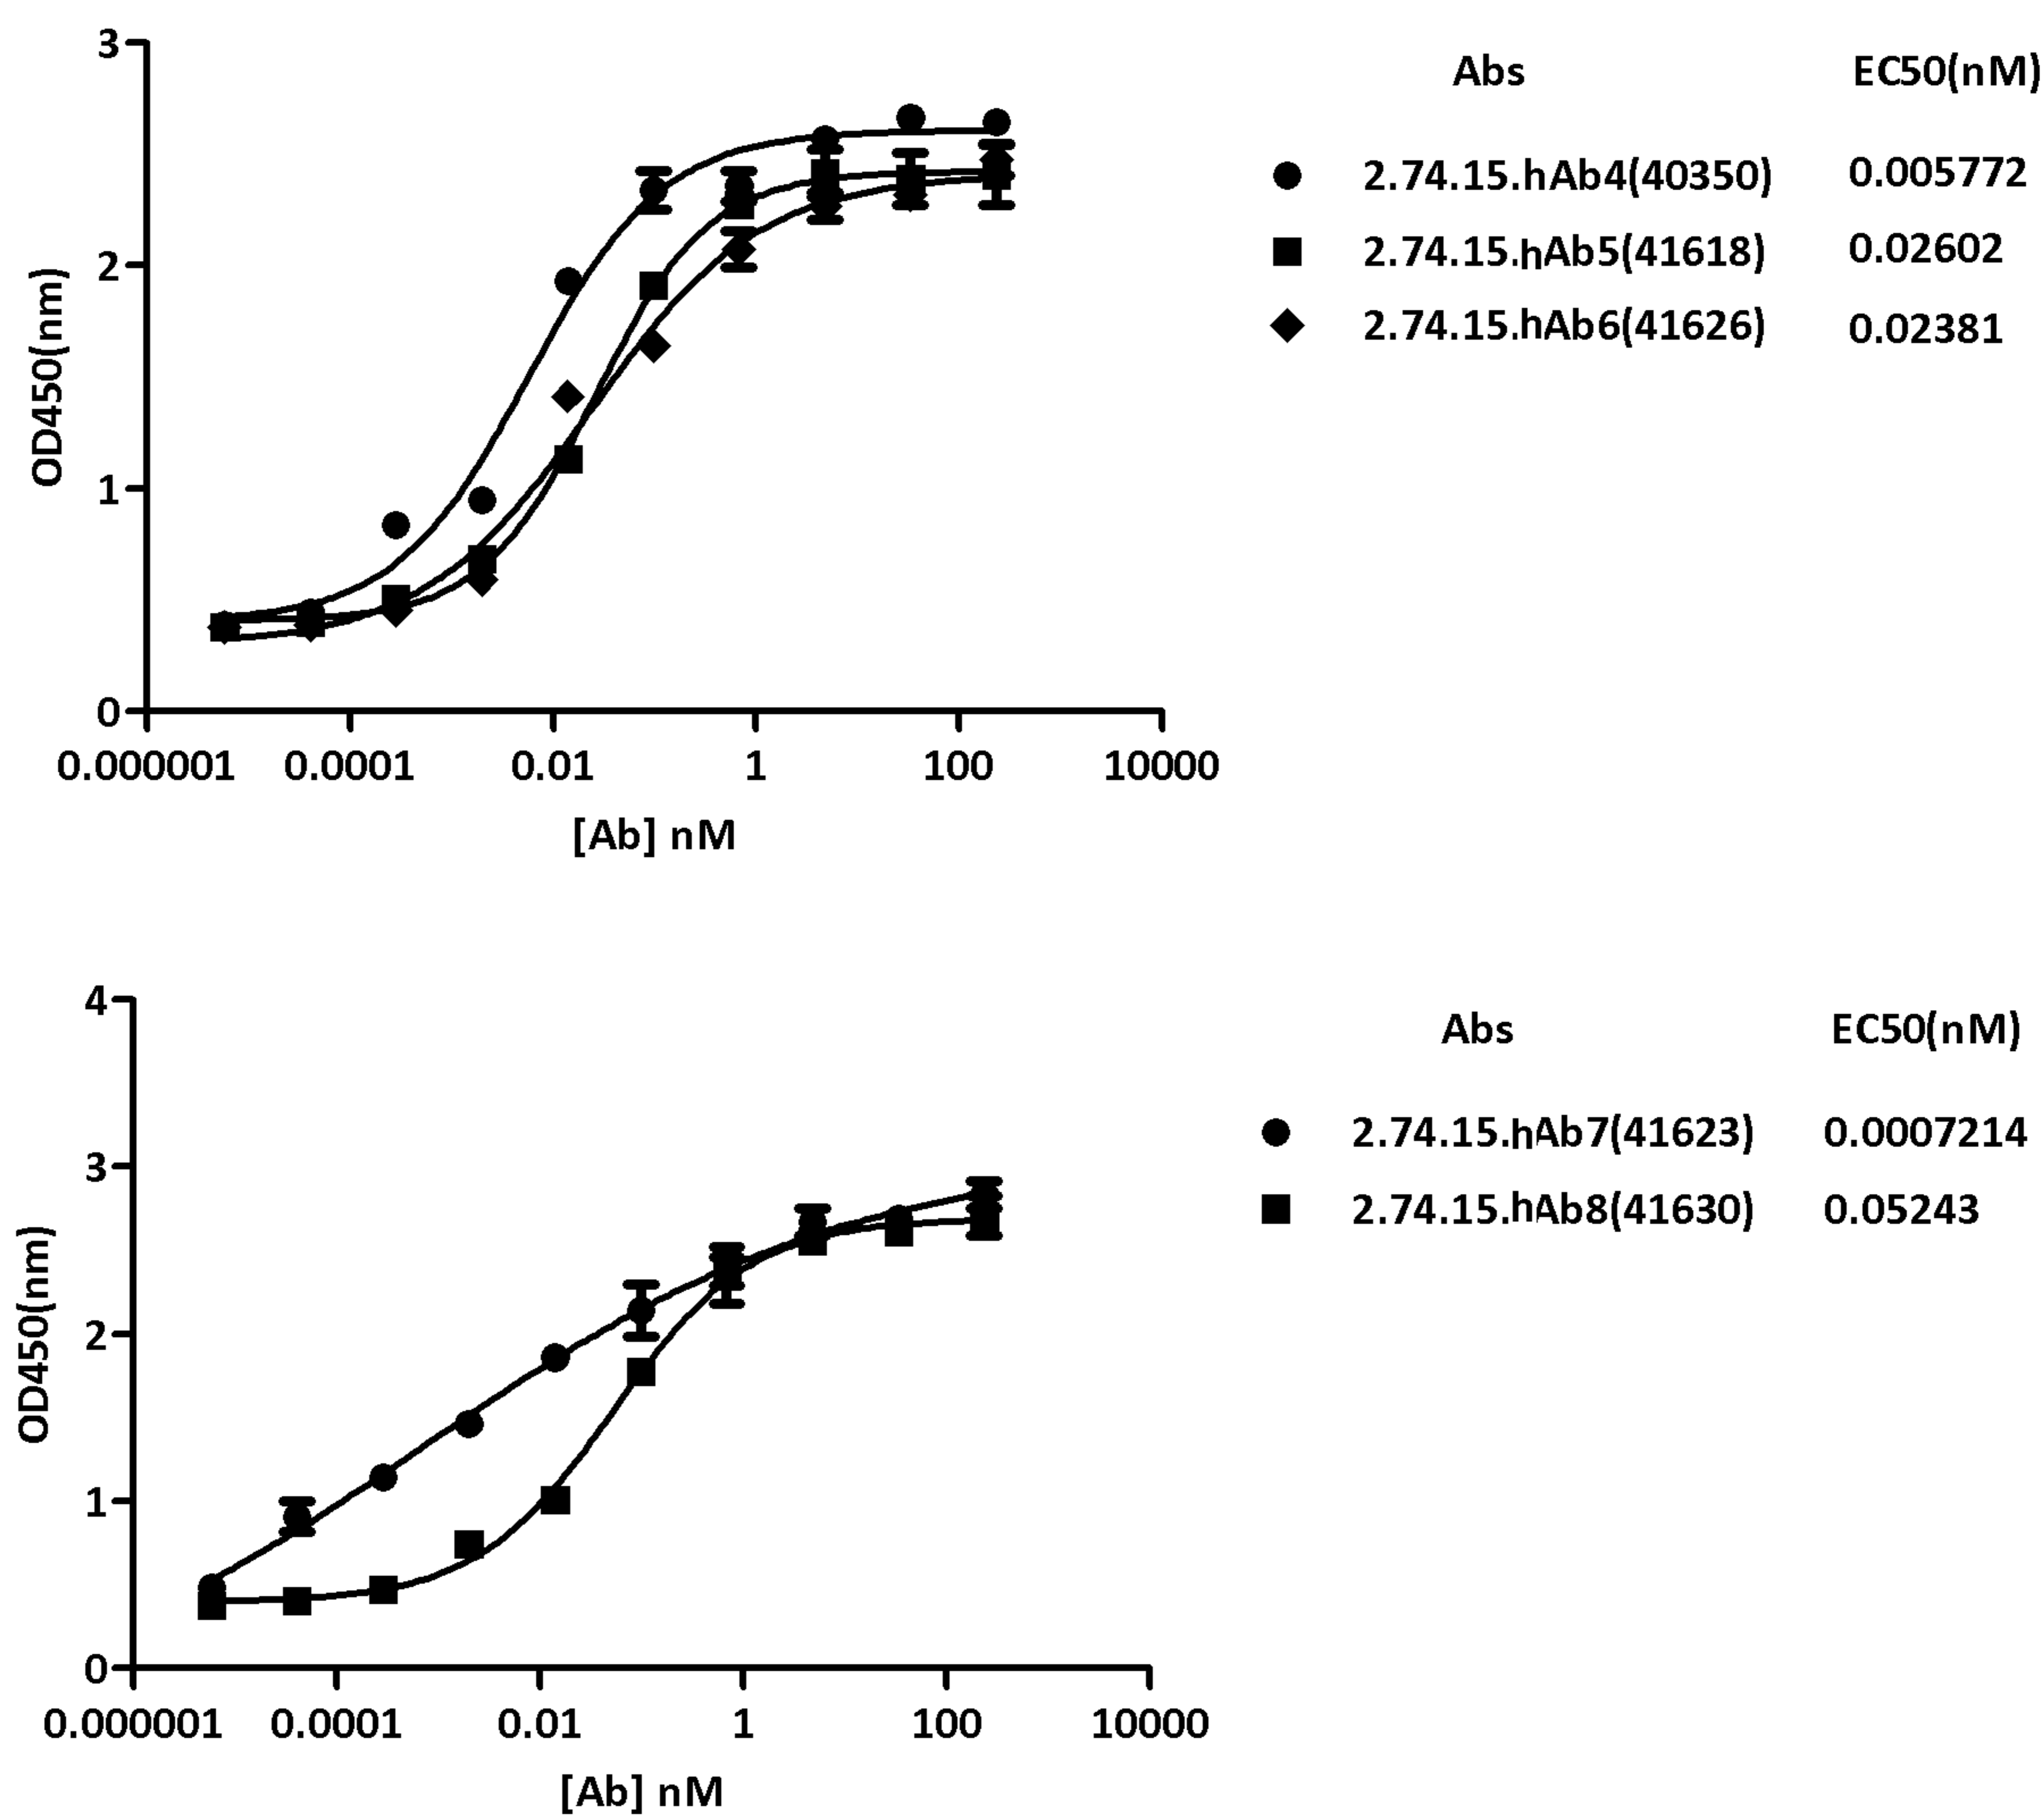 3
2
1
0
OD450(nm)
0.000001 0.0001 0.01 1 100 10000
[Ab] nM
Abs EC50(nM)
2.74.15.hAb4(40350) 0.005772
2.74.15.hAb5(41618) 0.02602
2.74.15.hAb6(41626) 0.02381
4
3
2
1
0
OD450(nm)
0.000001 0.0001 0.01 1 100 10000
[Ab] nM
Abs EC50(nM)
2.74.15.hAb7(41623) 0.0007214
2.74.15.hAb8(41630) 0.05243